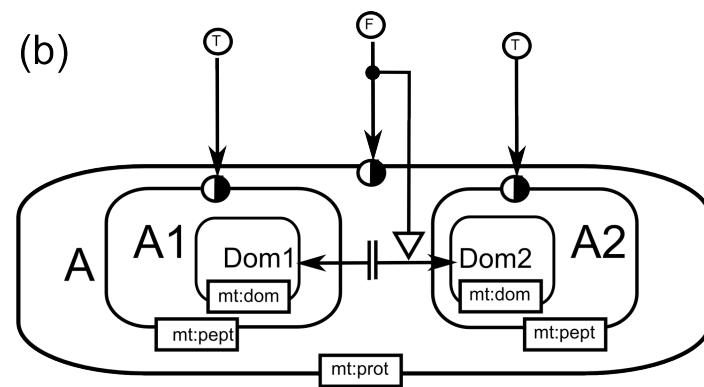 (b)
T
F
T
A
A1
Dom1
mt:dom
mt:pept
Dom2
A2
mt:dom
mt:pept
mt:prot